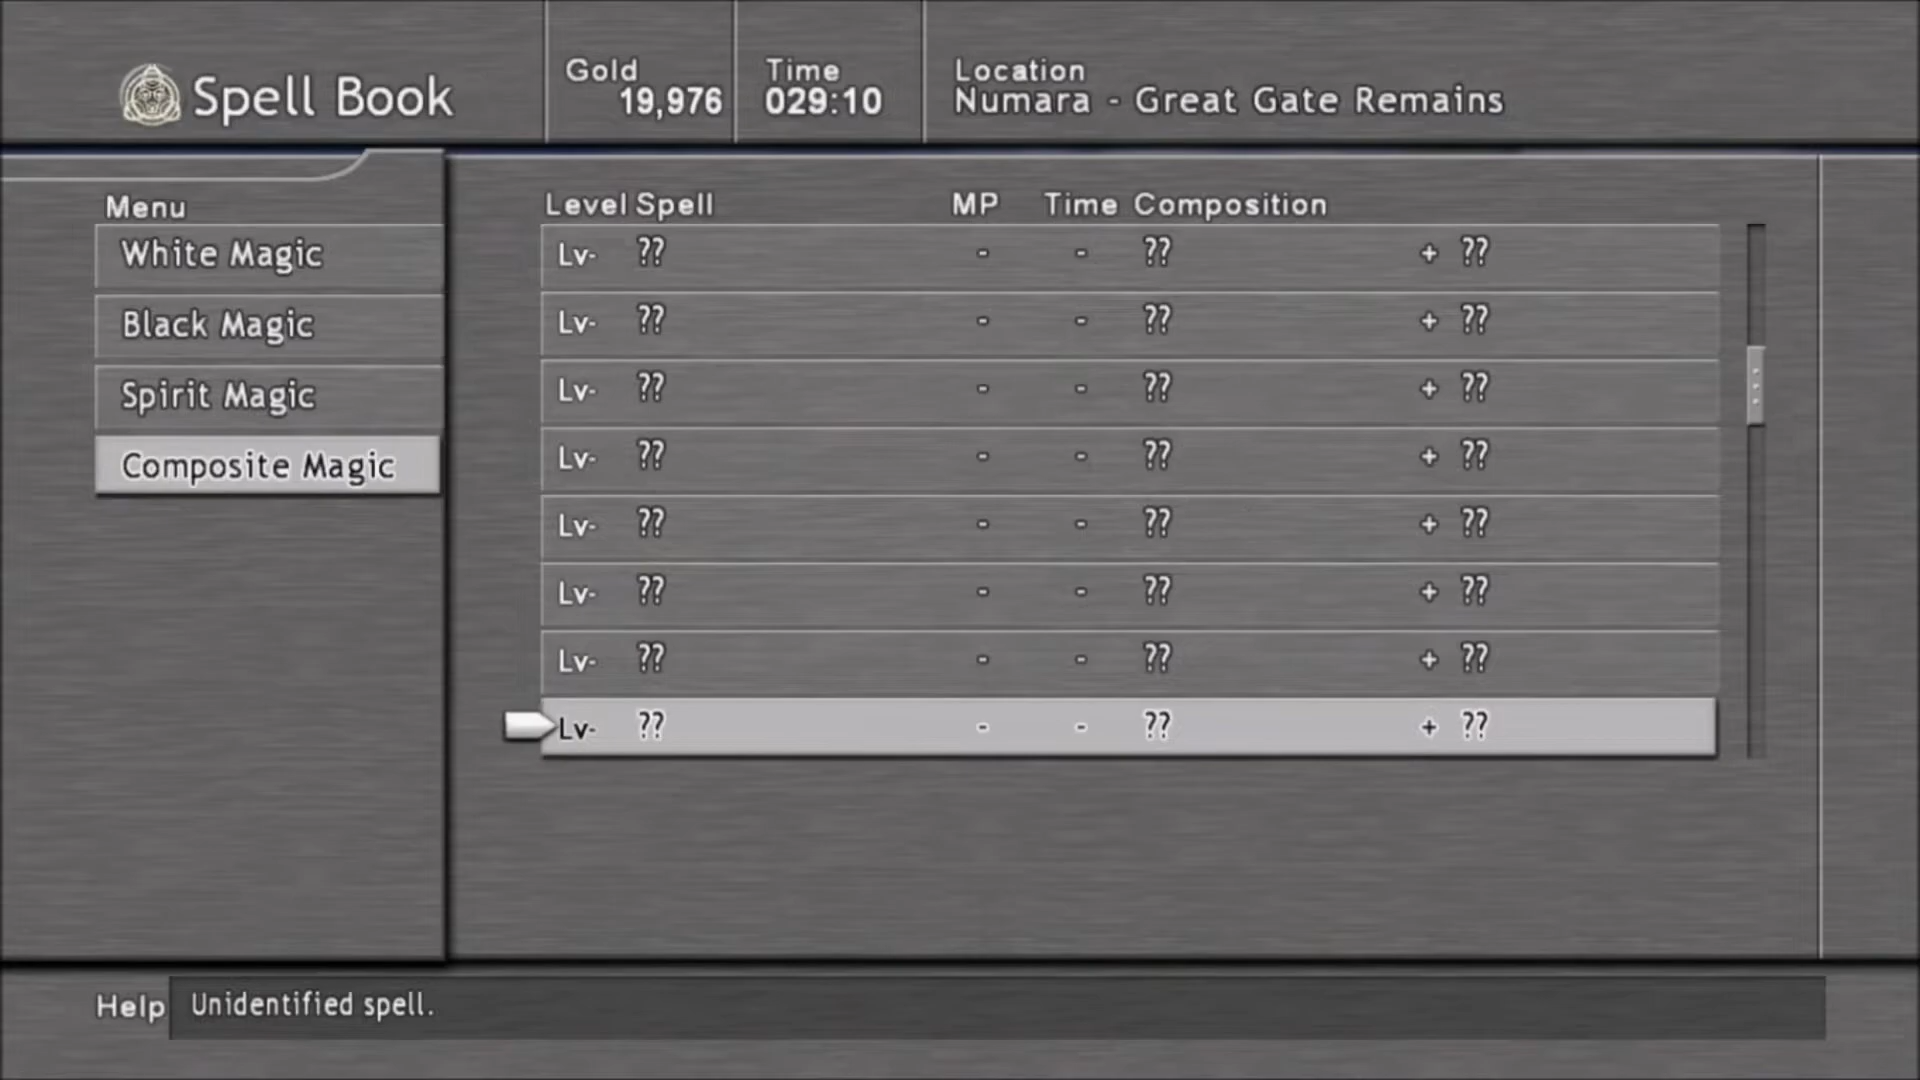 Spell Book
Gold
19,976
Time
029:10
Location
Numara - Great Gate Remains
Menu
White Magic
Black Magic
Spirit Magic
Composite Magic
Level Spell MP Time Composition
Lv- ?? - - ?? + ??
Lv- ?? - - ?? + ??
Lv- ?? - - ?? + ??
Lv- ?? - - ?? + ??
Lv- ?? - - ?? + ??
Lv- ?? - - ?? + ??
Lv- ?? - - ?? + ??
Lv- ?? - - ?? + ??
Help Unidentified spell.